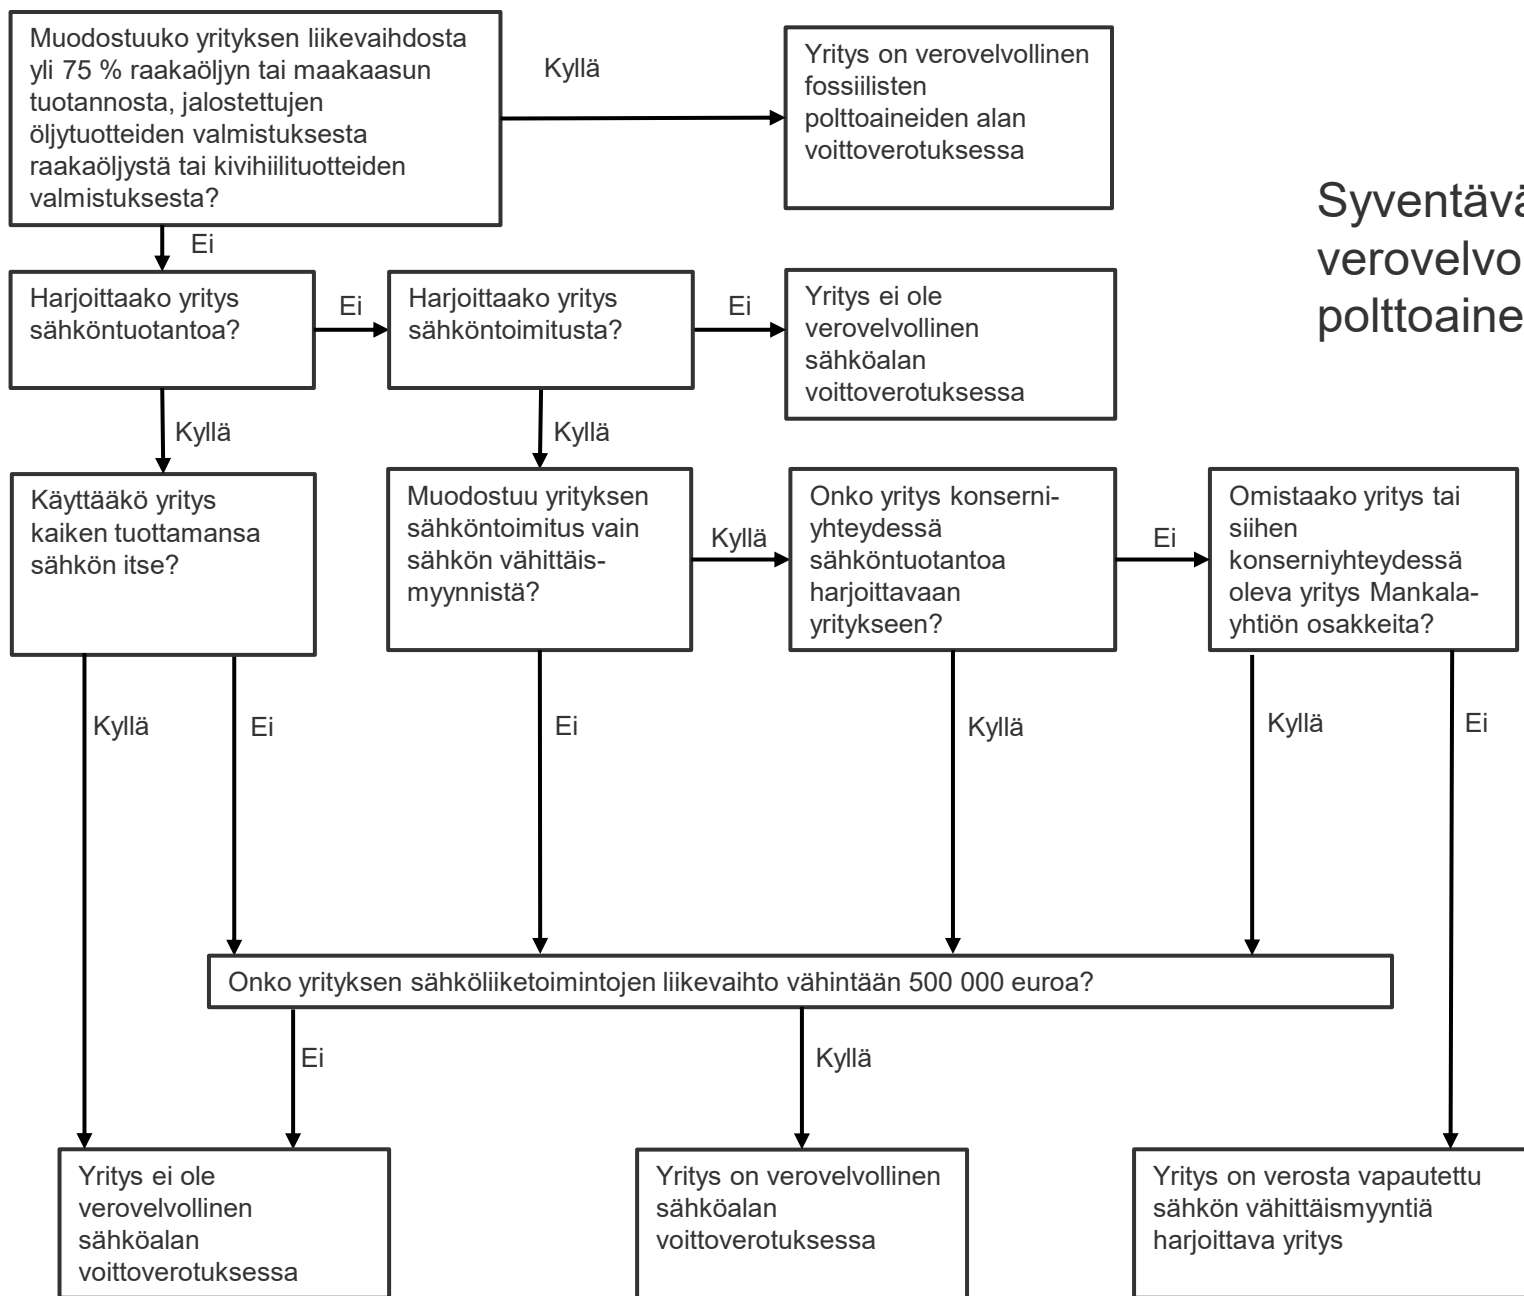 Muodostuuko yrityksen liikevaihdosta
yli 75 % raakaöljyn tai maakaasun
tuotannosta, jalostettujen
öljytuotteiden valmistuksesta
raakaöljystä tai kivihiilituotteiden
valmistuksesta?
Kyllä
Yritys on verovelvollinen
fossiilisten
polttoaineiden alan
voittoverotuksessa
Syventävä
verovelvo
polttoaine
Ei
Harjoittaako yritys
sähköntuotantoa?
Ei
Harjoittaako yritys
sähköntoimitusta?
Ei
Yritys ei ole
verovelvollinen
sähköalan
voittoverotuksessa
Kyllä
Kyllä
Käyttääkö yritys
kaiken tuottamansa
sähkön itse?
Muodostuu yrityksen
sähköntoimitus vain
sähkön vähittäis-
myynnistä?
Kyllä
Onko yritys konserni-
yhteydessä
sähköntuotantoa
harjoittavaan
yritykseen?
Ei
Omistaako yritys tai
siihen
konserniyhteydessä
oleva yritys Mankala-
yhtiön osakkeita?
Kyllä
Ei
Ei
Kyllä
Kyllä
Ei
Onko yrityksen sähköliiketoimintojen liikevaihto vähintään 500 000 euroa?
Ei
Kyllä
Yritys ei ole
verovelvollinen
sähköalan
voittoverotuksessa
Yritys on verovelvollinen
sähköalan
voittoverotuksessa
Yritys on verosta vapautettu
sähkön vähittäismyyntiä
harjoittava yritys